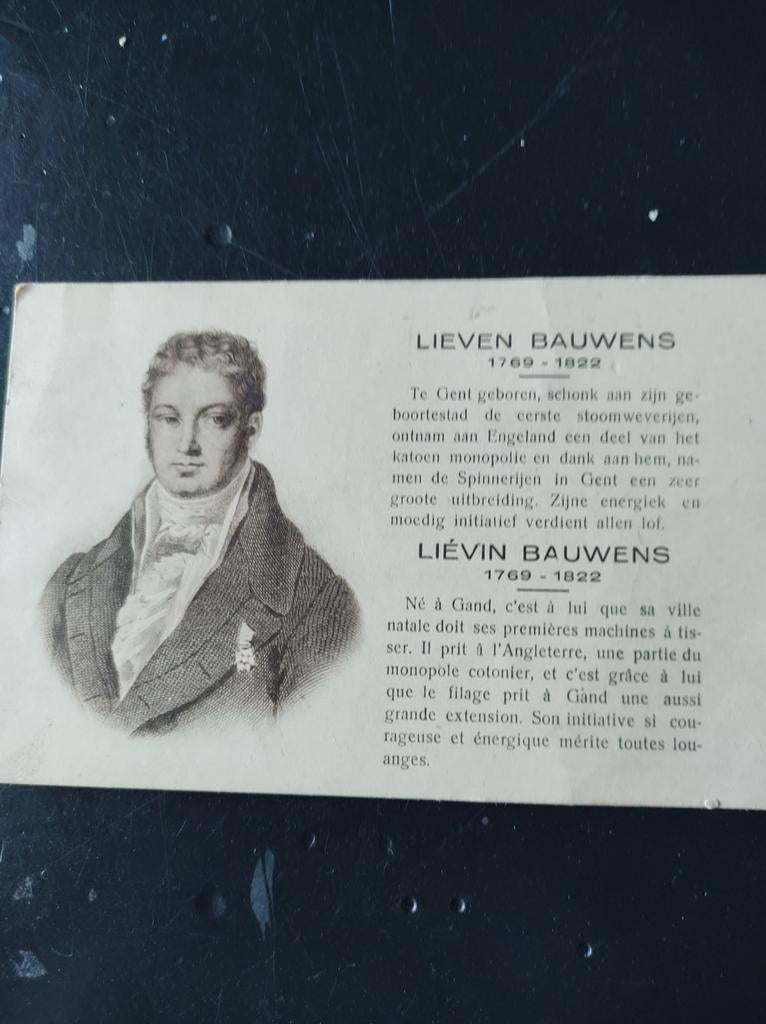 LIEVEN BAUWENS
1769 - 1822
Te Gent geboren, schonk aan zijn ge-
boortestad de eerste stoomweverijen,
ontnam aan Engeland een deel van het
katoen monopolie en dank aan hem, na-
men de Spinnerijen in Gent een zeer
groote uitbreiding. Zijne energiek en
moedig initiatief verdient allen lof.
LIÉVIN BAUWENS
1769 - 1822
Né à Gand, c'est à lui que sa ville
natale doit ses premières machines à tis-
ser. Il prit à l'Angleterre, une partie du
monopole cotonier, et c'est grâce à lui
que le filage prit à Gand une aussi
grande extension. Son initiative si cou-
rageuse et énergique mérite toutes lou-
anges.